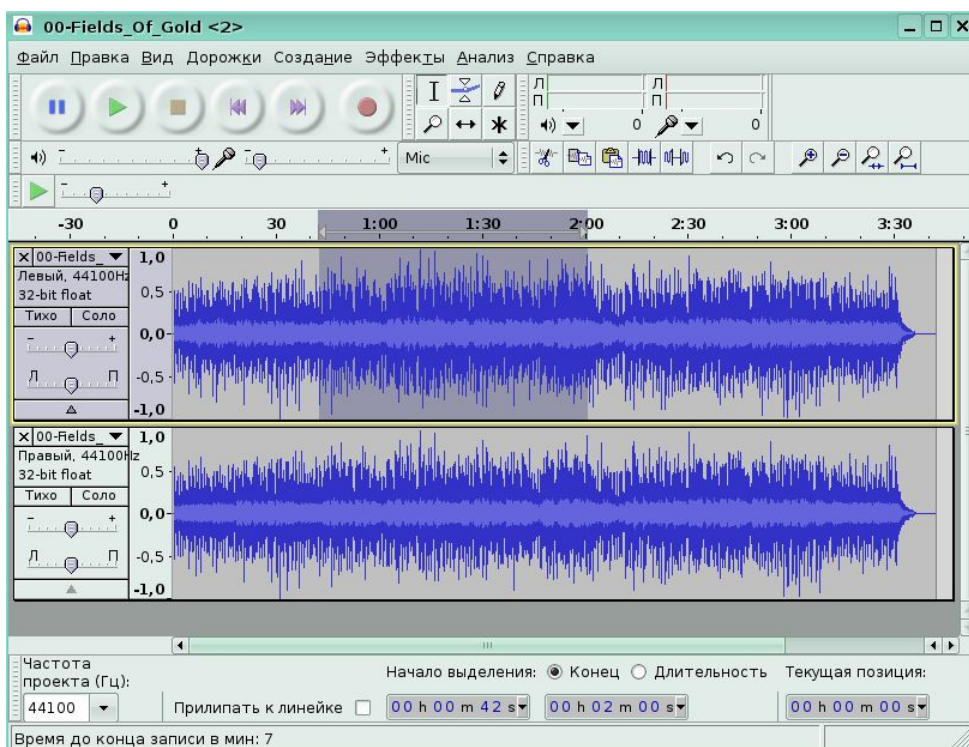 00-Fields_Of_Gold <2>
Файл Правка Вид Дорожки Создание Эффекты Анализ Справка
Л Л
П П
0 0
- + - + Mic
- +
-30 0 30 1:00 1:30 2:00 2:30 3:00 3:30
00-Fields_
Левый, 44100Hz
32-bit float
Тихо Соло
- +
Л П
1,0
0,5
0,0
-0,5
-1,0
00-Fields_
Правый, 44100Hz
32-bit float
Тихо Соло
- +
Л П
1,0
0,5
0,0
-0,5
-1,0
Частота
проекта (Гц):
44100
Прилипать к линейке
Начало выделения: Конец Длительность
00 h 00 m 42 s 00 h 02 m 00 s
Текущая позиция:
00 h 00 m 00 s
Время до конца записи в мин: 7